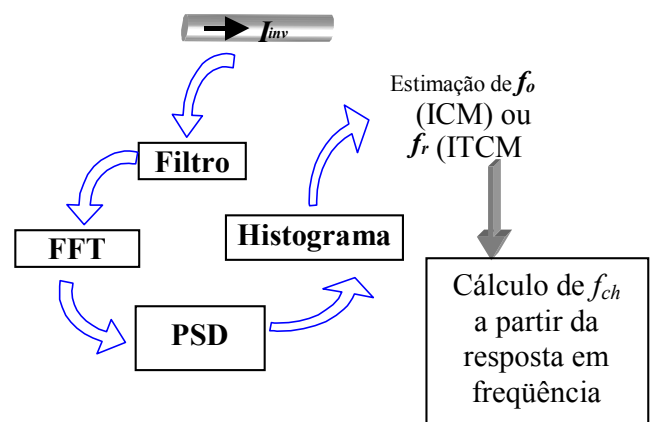 I inv
Estimação de fo
(ICM) ou
fr (ITCM
Filtro
FFT
Histograma
PSD
Cálculo de fch
a partir da
resposta em
freqüência